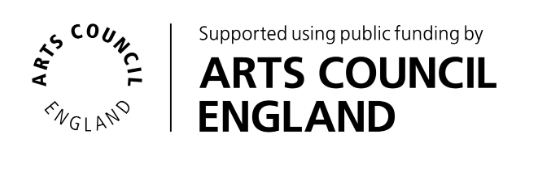 ARTS COUNCIL
ENGLAND
Supported using public funding by
ARTS COUNCIL
ENGLAND